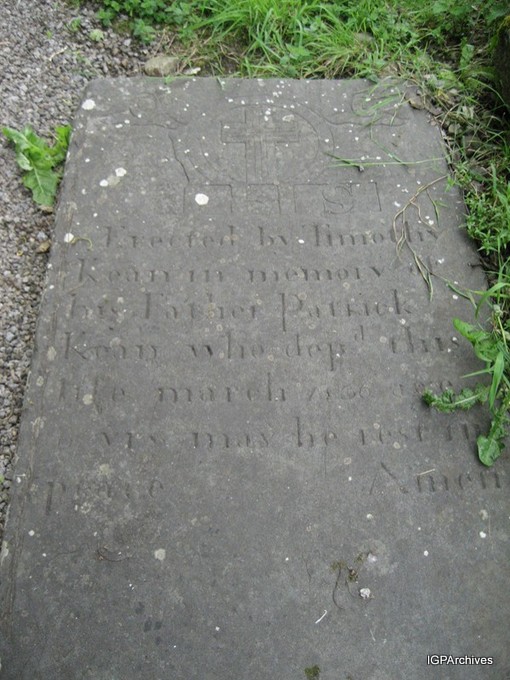 IHS
Erected by Timothy
Kean in memory of
his Father Patrick
Kean who dep^d this
life march
yrs may he rest in
peace Amen
IGPArchives